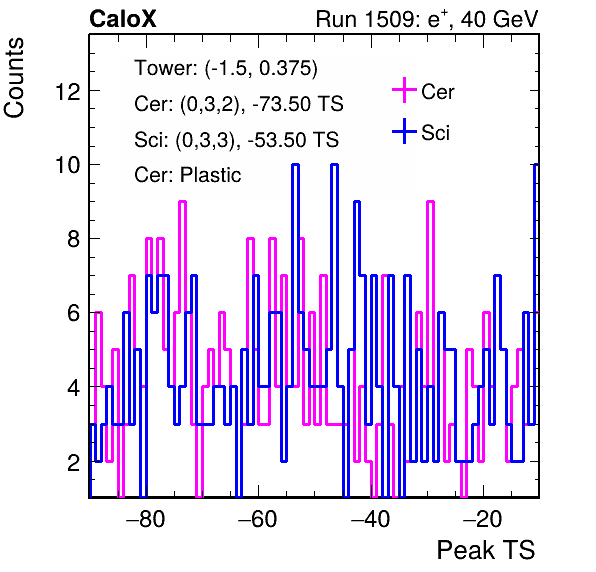 CaloX Run 1509: e⁺, 40 GeV
Counts
Tower: (-1.5, 0.375)
Cer: (0,3,2), -73.50 TS
Sci: (0,3,3), -53.50 TS
Cer: Plastic
Cer
Sci
12
10
8
6
4
2
−80 −60 −40 −20
Peak TS